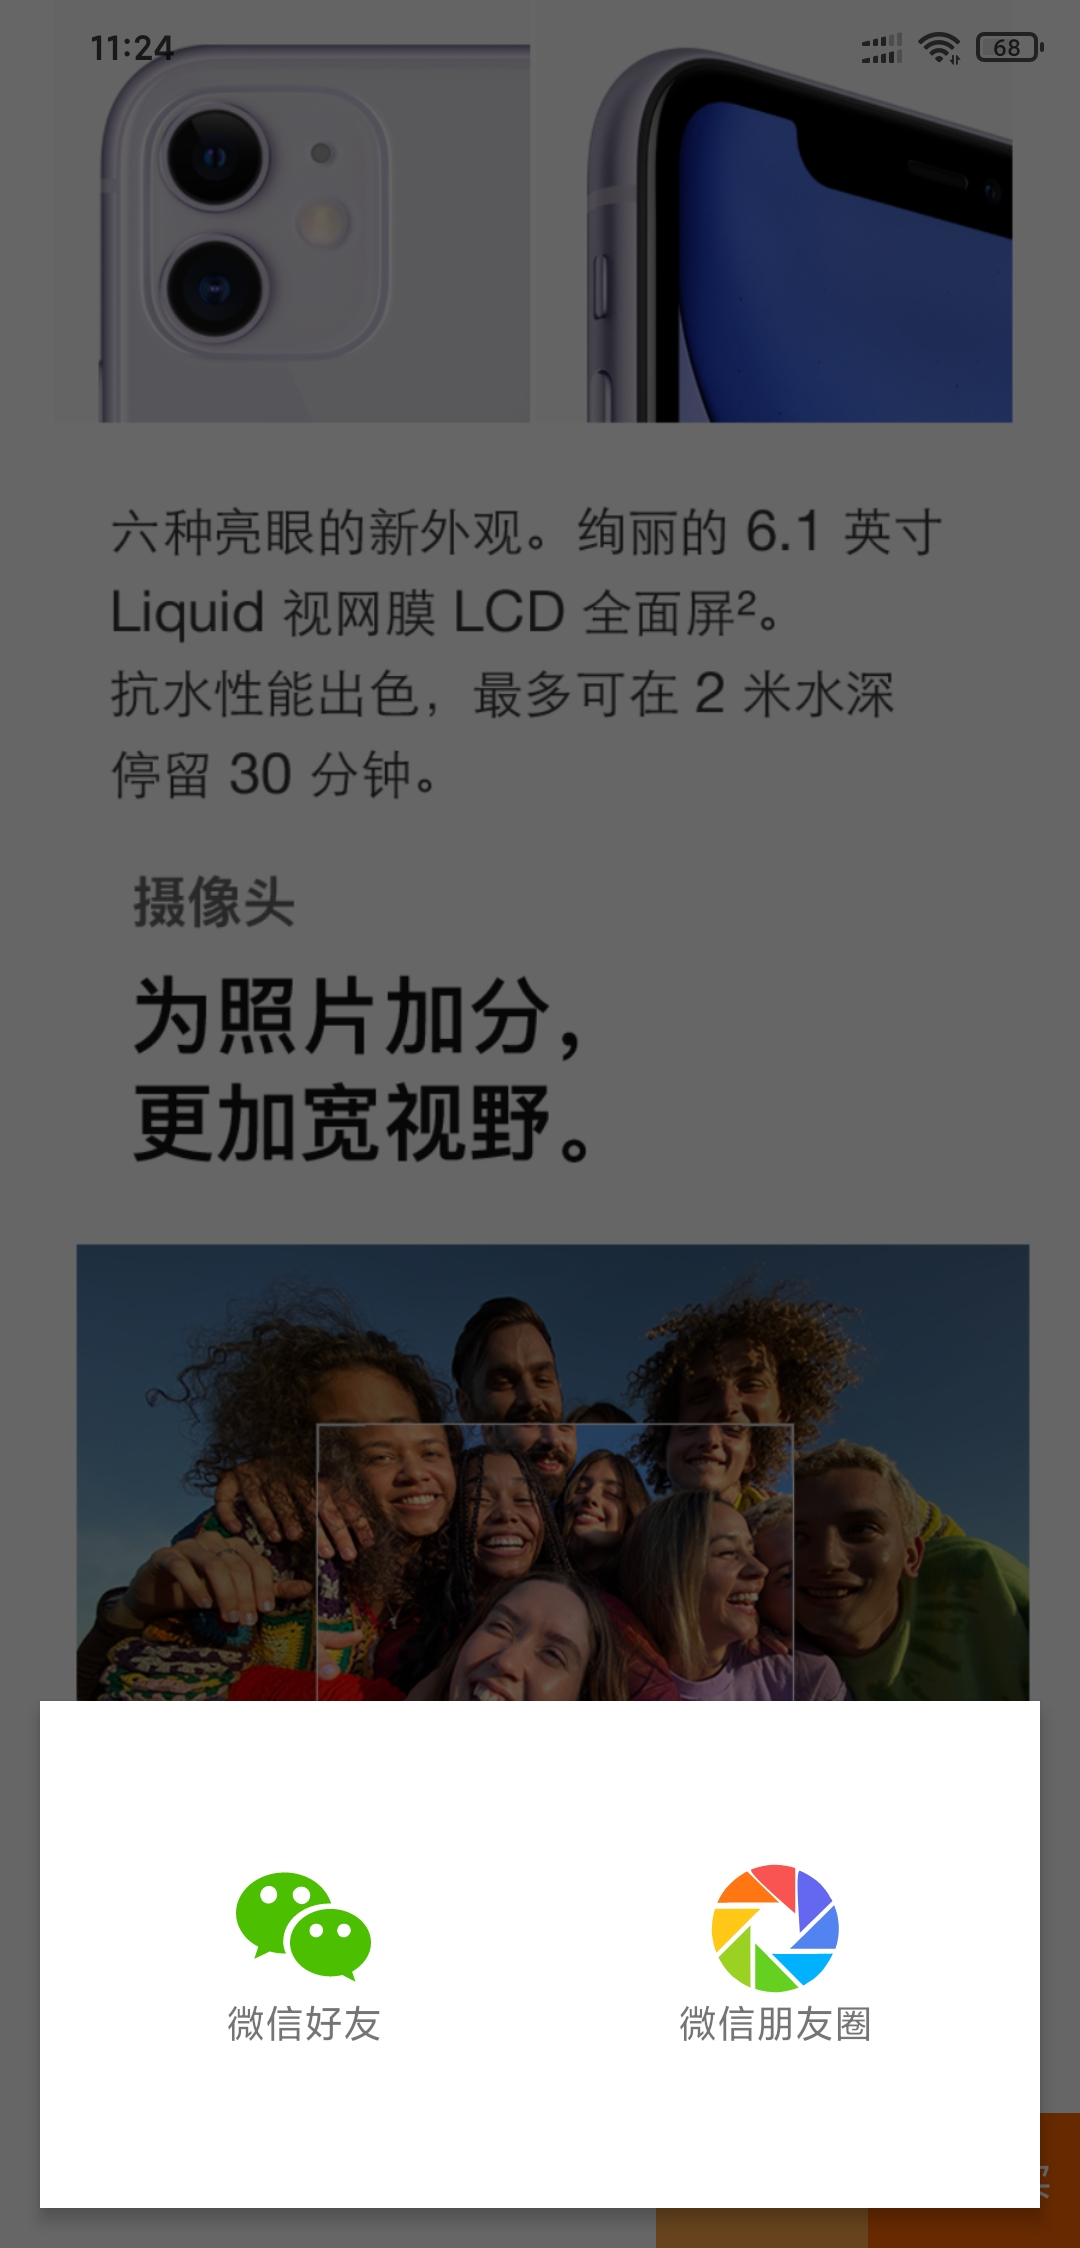 11:24
68
六种亮眼的新外观。绚丽的 6.1 英寸
Liquid 视网膜 LCD 全面屏²。
抗水性能出色，最多可在 2 米水深
停留 30 分钟。
摄像头
为照片加分，
更加宽视野。
微信好友
微信朋友圈